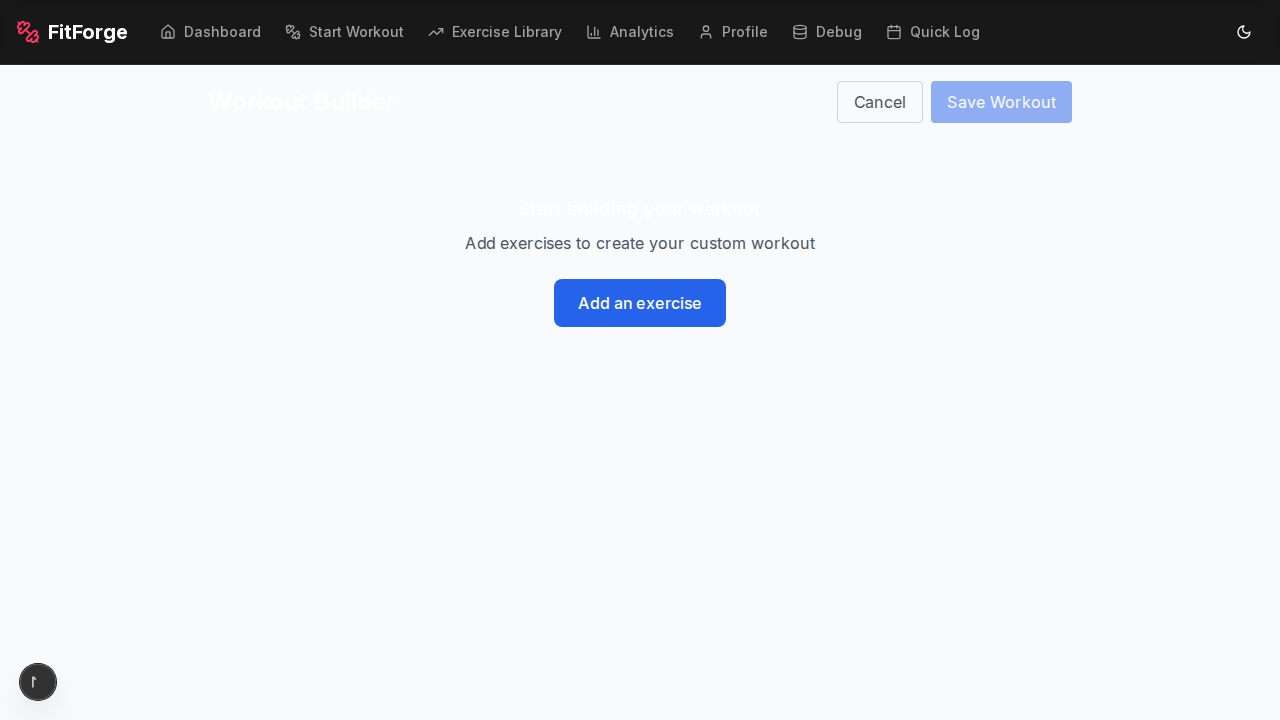 FitForge
Dashboard
Start Workout
Exercise Library
Analytics
Profile
Debug
Quick Log
Workout Builder
Cancel
Save Workout
Start building your workout
Add exercises to create your custom workout
Add an exercise